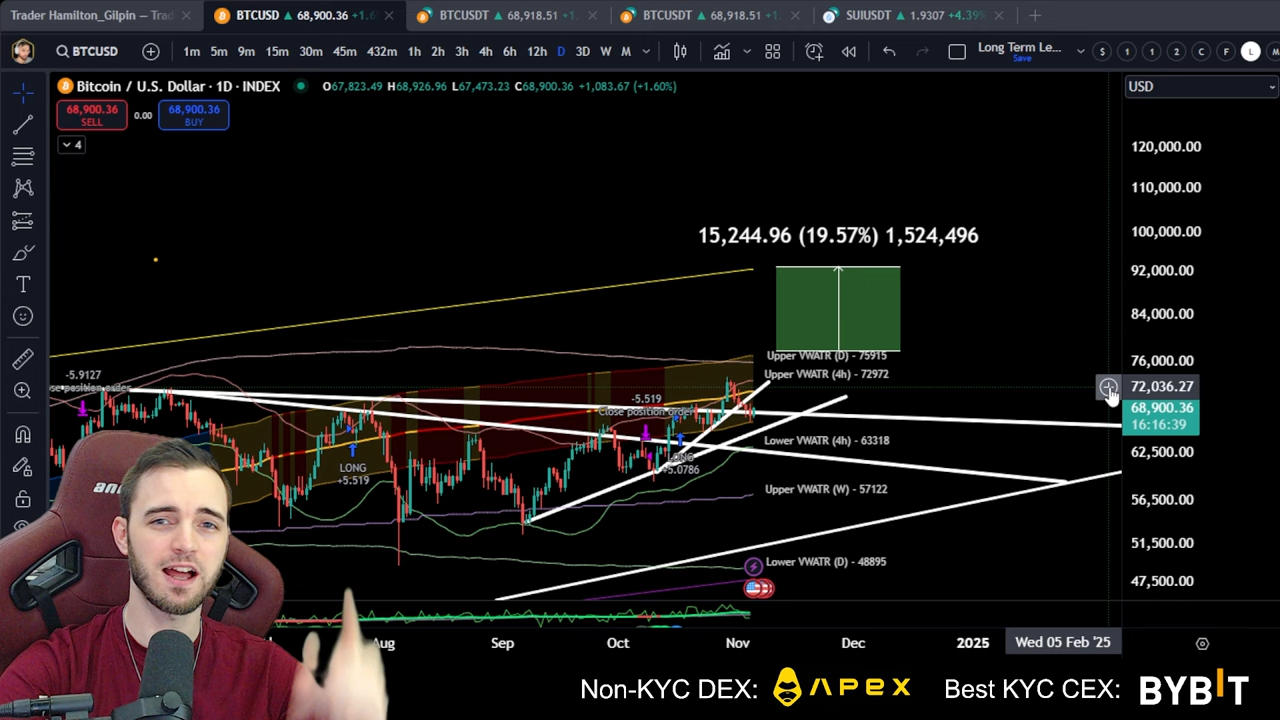 Trader Hamilton_Gilpin — Trad
BTCUSD ▲ 68,900.36 +1.6
BTCUSDT ▲ 68,918.51 +1.
BTCUSDT ▲ 68,918.51 +1.
SUIUSDT ▲ 1.9307 +4.39
BTCUSD 1m 5m 9m 15m 30m 45m 432m 1h 2h 3h 4h 6h 12h D 3D W M
Long Term Le...
Save
$ 1 1 2 C F L M
Bitcoin / U.S. Dollar · 1D · INDEX O67,823.49 H68,926.96 L67,473.23 C68,900.36 +1,083.67 (+1.60%)
USD
68,900.36
SELL
0.00
68,900.36
BUY
4
120,000.00
110,000.00
100,000.00
92,000.00
84,000.00
76,000.00
72,036.27
68,900.36
16:16:39
62,500.00
56,500.00
51,500.00
47,500.00
15,244.96 (19.57%) 1,524,496
Upper VWATR (D) - 75915
Upper VWATR (4h) - 72972
Lower VWATR (4h) - 63318
Upper VWATR (W) - 57122
Lower VWATR (D) - 48895
-5.9127
se position order
-5.519
Close position order
LONG
+5.519
LONG
+5.0786
Aug Sep Oct Nov Dec 2025 Wed 05 Feb '25
Non-KYC DEX: APEX Best KYC CEX: BYBIT